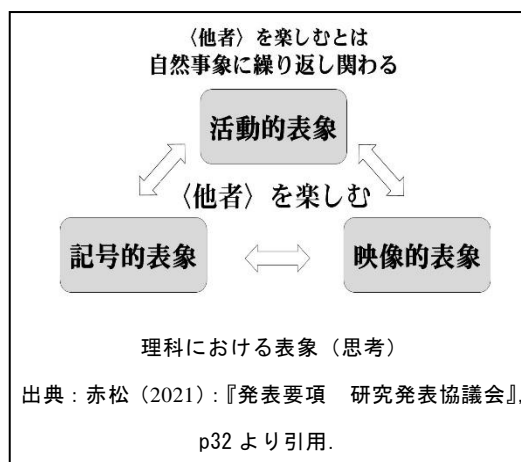 〈他者〉を楽しむとは
自然事象に繰り返し関わる
活動的表象
〈他者〉を楽しむ
記号的表象
映像的表象
理科における表象（思考）
出典：赤松（2021）：『発表要項　研究発表協議会』，
p32 より引用．